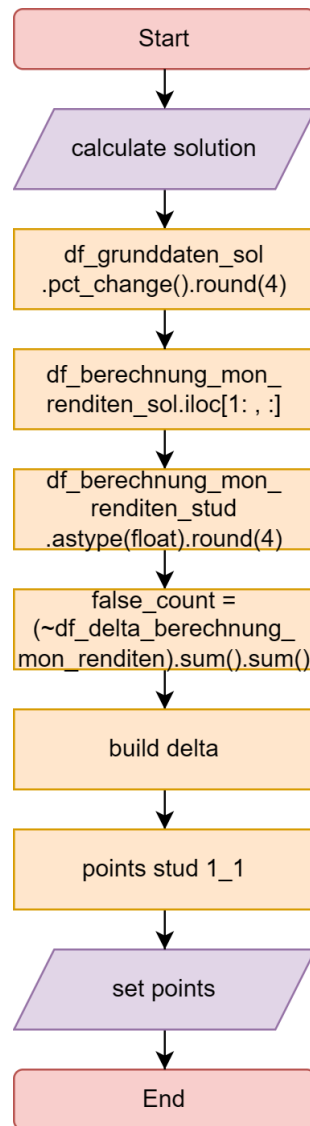 Start
calculate solution
df_grunddaten_sol
.pct_change().round(4)
df_berechnung_mon_
renditen_sol.iloc[1: , :]
df_berechnung_mon_
renditen_stud
.astype(float).round(4)
false_count =
(~df_delta_berechnung_
mon_renditen).sum().sum()
build delta
points stud 1_1
set points
End